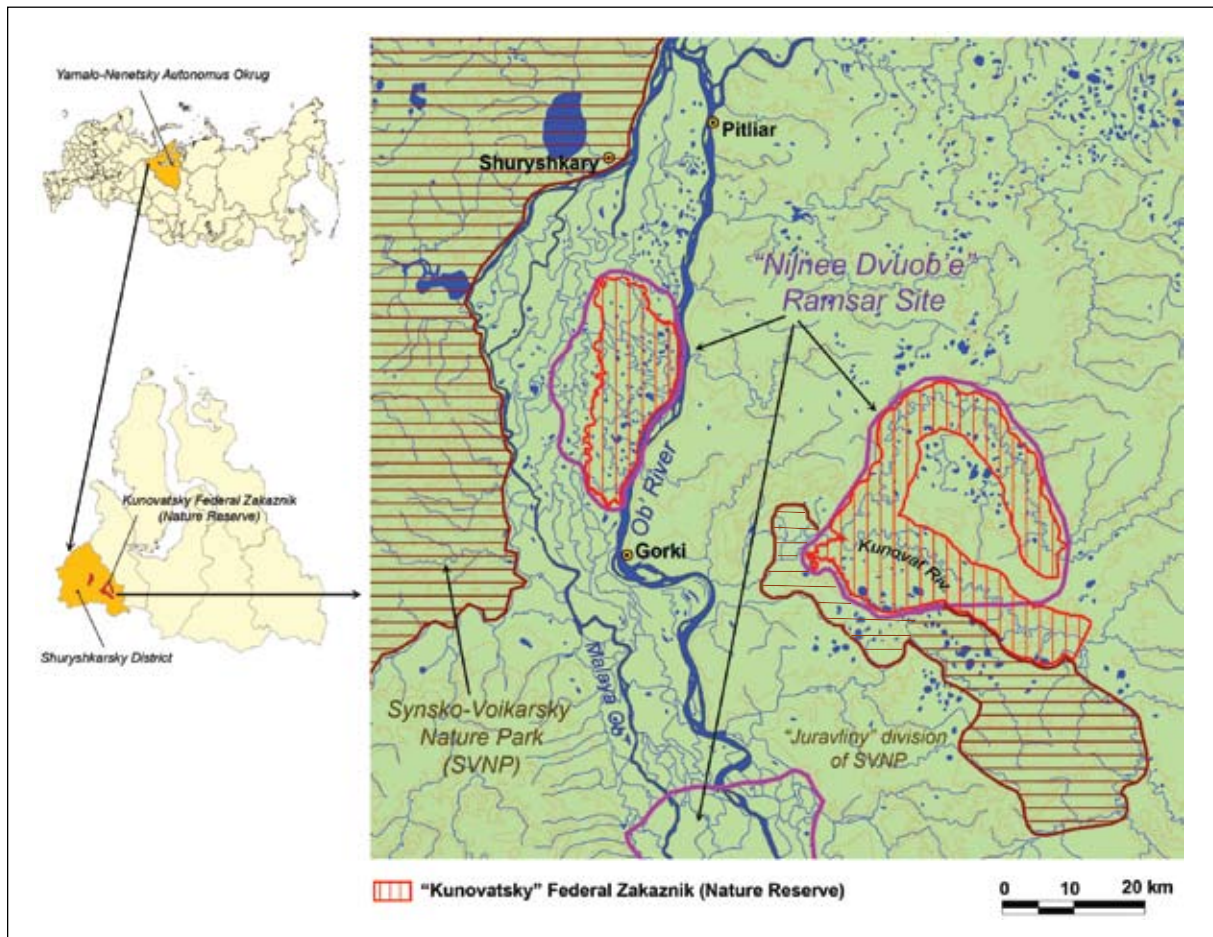 Yamalo-Nenetsky Autonomus Okrug
Kunovatsky Federal Zakaznik
(Nature Reserve)
Shuryshkarsky District
Pitliar
Shuryshkary
"Nijnee Dvuob'e"
Ramsar Site
Ob' River
Gorki
Kunovat Riv.
Malaya Ob'
Synsko-Voikarsky
Nature Park
(SVNP)
"Juravliny" division
of SVNP
"Kunovatsky" Federal Zakaznik (Nature Reserve)
0 10 20 km